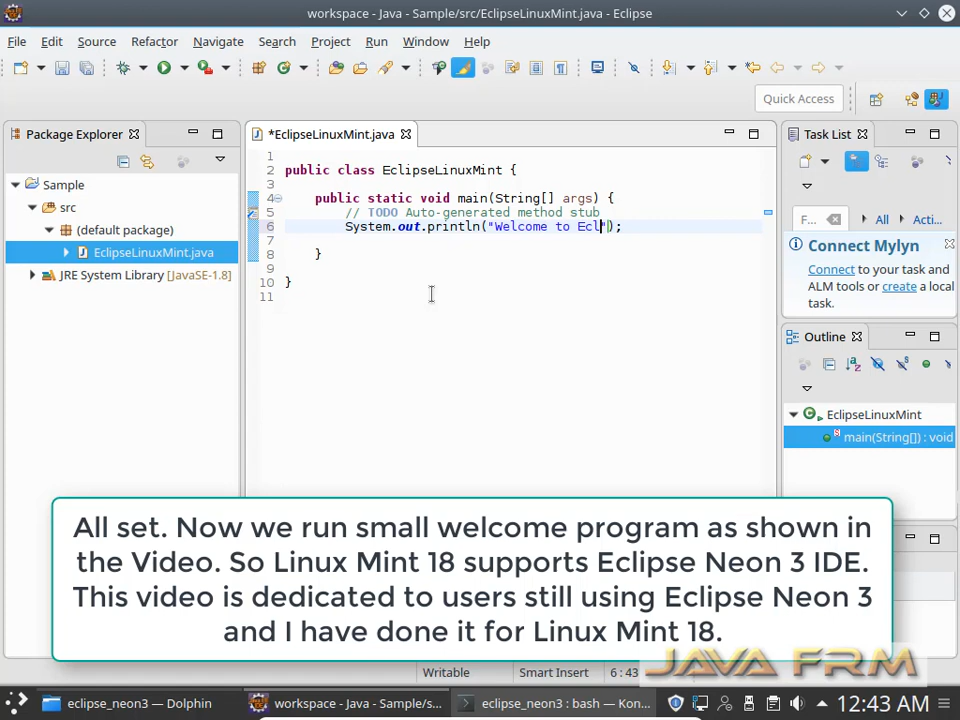 workspace - Java - Sample/src/EclipseLinuxMint.java - Eclipse
File Edit Source Refactor Navigate Search Project Run Window Help
Quick Access
Package Explorer
*EclipseLinuxMint.java
Task List
Sample
src
(default package)
EclipseLinuxMint.java
JRE System Library [JavaSE-1.8]
1
2 public class EclipseLinuxMint {
3
4 public static void main(String[] args) {
5 // TODO Auto-generated method stub
6 System.out.println("Welcome to Ecl");
7
8 }
9
10 }
11
F... All Acti...
Connect Mylyn
Connect to your task and
ALM tools or create a local
task.
Outline
EclipseLinuxMint
main(String[]) : void
All set. Now we run small welcome program as shown in
the Video. So Linux Mint 18 supports Eclipse Neon 3 IDE.
This video is dedicated to users still using Eclipse Neon 3
and I have done it for Linux Mint 18.
Writable Smart Insert 6 : 43
JAVA FRM
eclipse_neon3 : Dolphin
workspace - Java - Sample/s...
eclipse_neon3 : bash — Kon...
12:43 AM